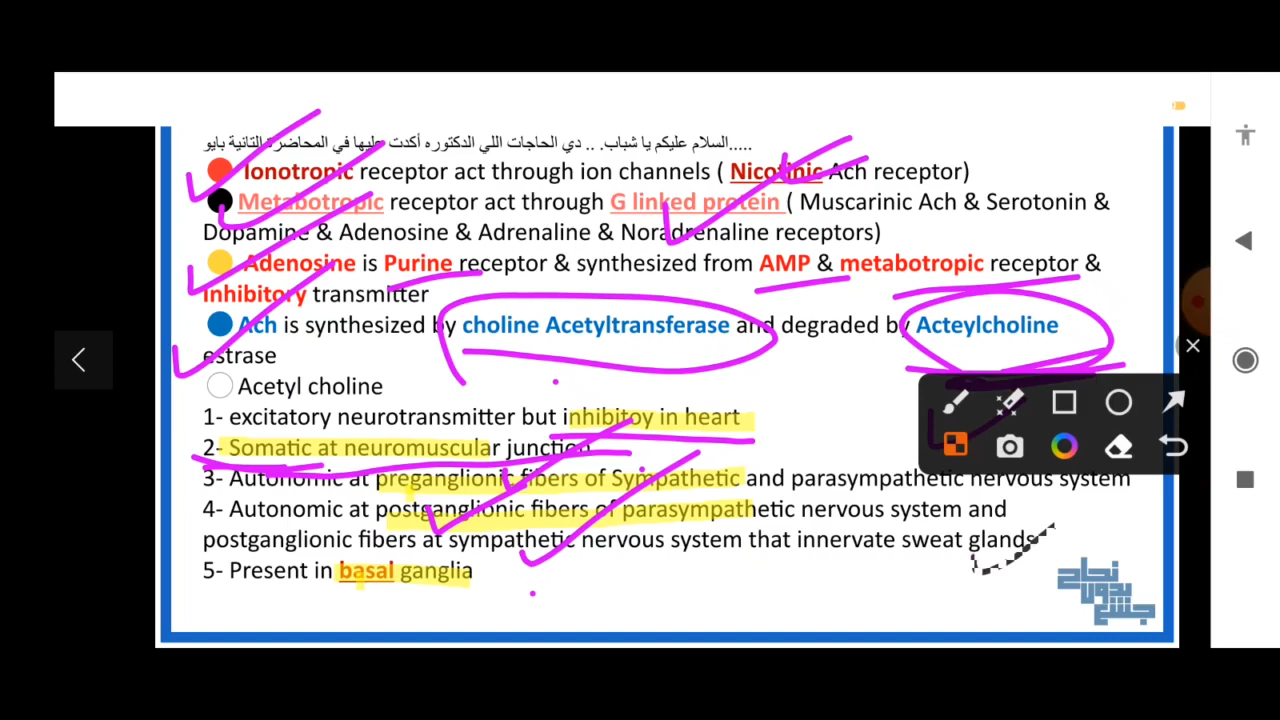 السلام عليكم يا شباب. .. دي الحاجات اللي الدكتوره أكدت عليها في المحاضرة التانية بايو.....
Ionotropic receptor act through ion channels ( Nicotinic Ach receptor)
Metabotropic receptor act through G linked protein ( Muscarinic Ach & Serotonin &
Dopamine & Adenosine & Adrenaline & Noradrenaline receptors)
Adenosine is Purine receptor & synthesized from AMP & metabotropic receptor &
Inhibitory transmitter
Ach is synthesized by choline Acetyltransferase and degraded by Acteylcholine
estrase
Acetyl choline
1- excitatory neurotransmitter but inhibitoy in heart
2- Somatic at neuromuscular junction
3- Autonomic at preganglionic fibers of Sympathetic and parasympathetic nervous system
4- Autonomic at postganglionic fibers of parasympathetic nervous system and
postganglionic fibers at sympathetic nervous system that innervate sweat glands
5- Present in basal ganglia
نجاح
بدون
جشع